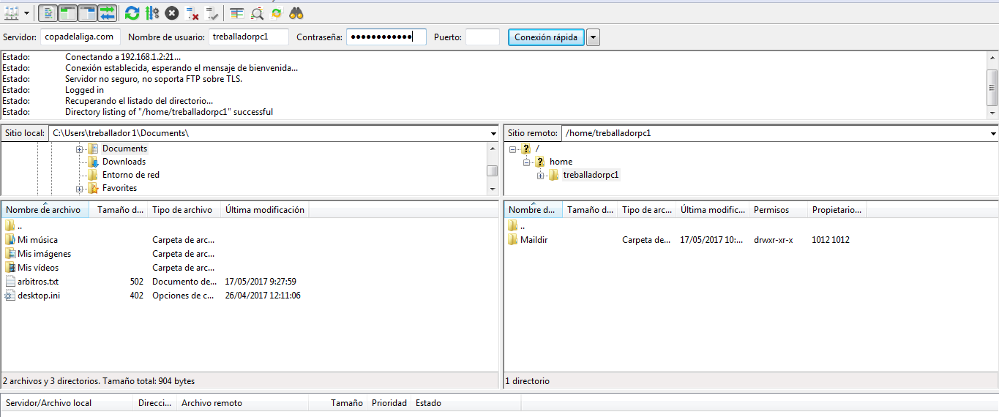 Servidor: copadelaliga.com Nombre de usuario: treballadorpc1 Contraseña: ●●●●●●●●●●●● Puerto: Conexión rápida
Estado: Conectando a 192.168.1.2:21...
Estado: Conexión establecida, esperando el mensaje de bienvenida...
Estado: Servidor no seguro, no soporta FTP sobre TLS.
Estado: Logged in
Estado: Recuperando el listado del directorio...
Estado: Directory listing of "/home/treballadorpc1" successful
Sitio local: C:\Users\treballador1\Documents\
Documents
Downloads
Entorno de red
Favorites
Sitio remoto: /home/treballadorpc1
/
home
treballadorpc1
Nombre de archivo Tamaño d... Tipo de archivo Última modificación
..
Mi música Carpeta de arc...
Mis imágenes Carpeta de arc...
Mis vídeos Carpeta de arc...
arbitros.txt 502 Documento de... 17/05/2017 9:27:59
desktop.ini 402 Opciones de c... 26/04/2017 12:11:06
2 archivos y 3 directorios. Tamaño total: 904 bytes
Nombre d... Tamaño d... Tipo de arc... Última modific... Permisos Propietario...
..
Maildir Carpeta de... 17/05/2017 10:... drwxr-xr-x 1012 1012
1 directorio
Servidor/Archivo local Direcci... Archivo remoto Tamaño Prioridad Estado